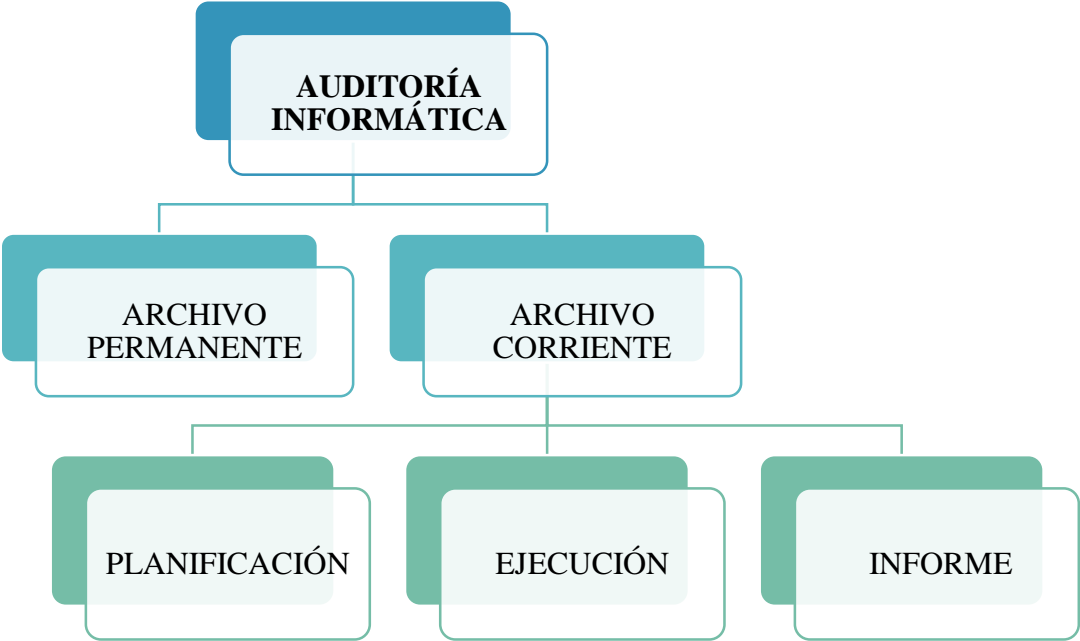 AUDITORÍA
INFORMÁTICA
ARCHIVO
PERMANENTE
ARCHIVO
CORRIENTE
PLANIFICACIÓN
EJECUCIÓN
INFORME